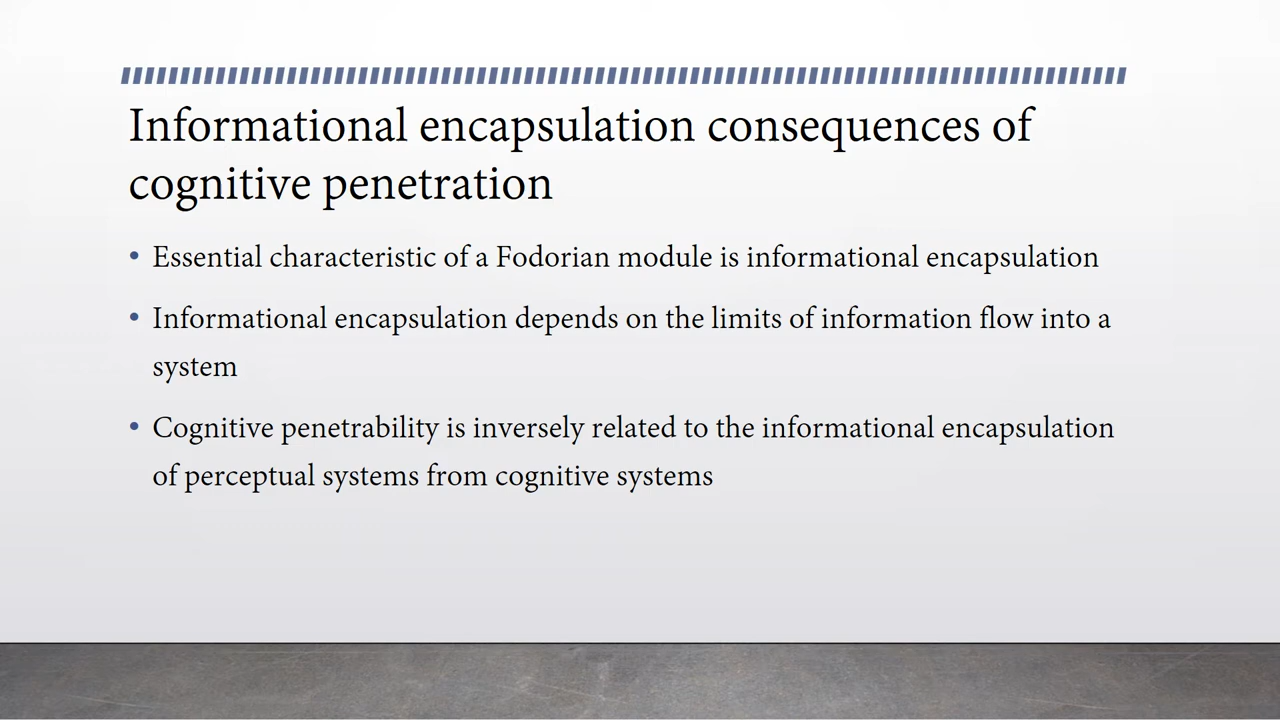 Informational encapsulation consequences of
cognitive penetration
• Essential characteristic of a Fodorian module is informational encapsulation
• Informational encapsulation depends on the limits of information flow into a
system
• Cognitive penetrability is inversely related to the informational encapsulation
of perceptual systems from cognitive systems